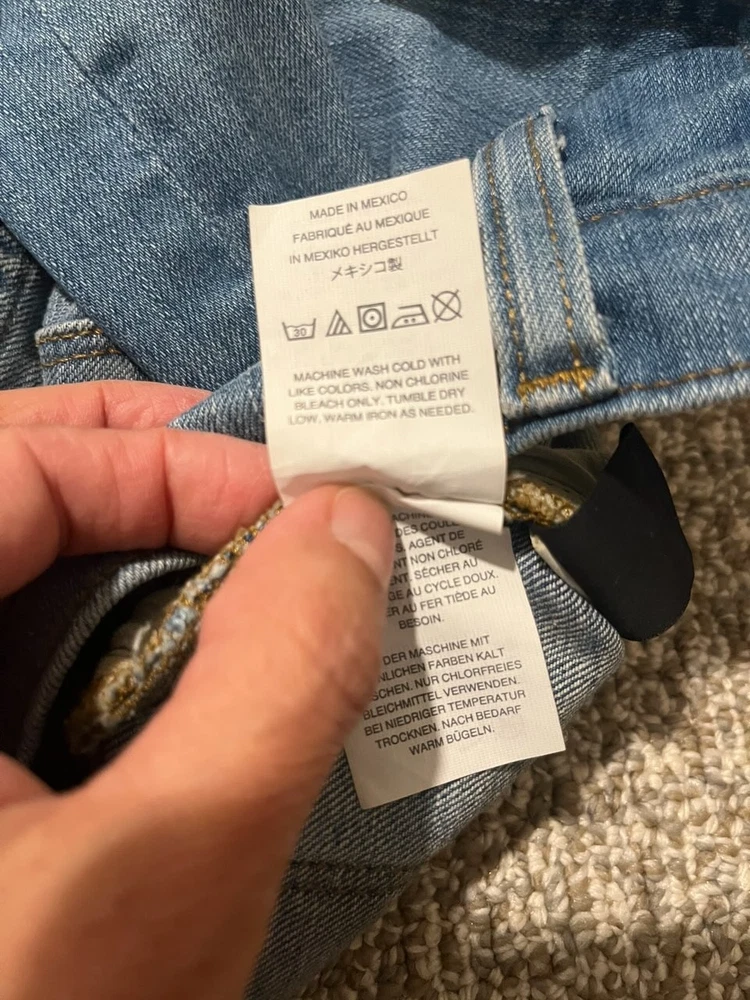 MADE IN MEXICO
FABRIQUÉ AU MEXIQUE
IN MEXIKO HERGESTELLT
メキシコ製
30
MACHINE WASH COLD WITH
LIKE COLORS. NON CHLORINE
BLEACH ONLY. TUMBLE DRY
LOW, WARM IRON AS NEEDED.
DES COUL
AGENT DE
NON CHLORÉ
SÉCHER AU
AU CYCLE DOUX.
AU FER TIÈDE AU
BESOIN.
DER MASCHINE MIT
FARBEN KALT
NUR CHLORFREIES
BLEICHMITTEL VERWENDEN.
BEI NIEDRIGER TEMPERATUR
TROCKNEN. NACH BEDARF
WARM BÜGELN.